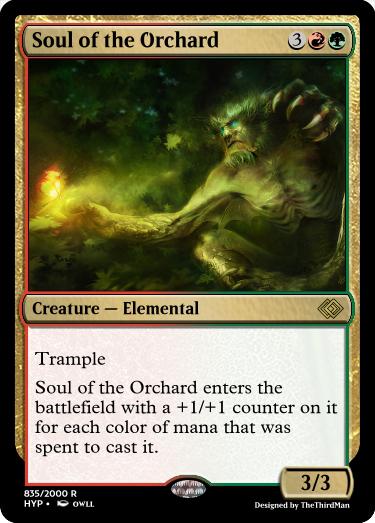 Soul of the Orchard 3
Creature — Elemental
Trample
Soul of the Orchard enters the
battlefield with a +1/+1 counter on it
for each color of mana that was
spent to cast it.
3/3
835/2000 R
HYP • OWLL
Designed by TheThirdMan